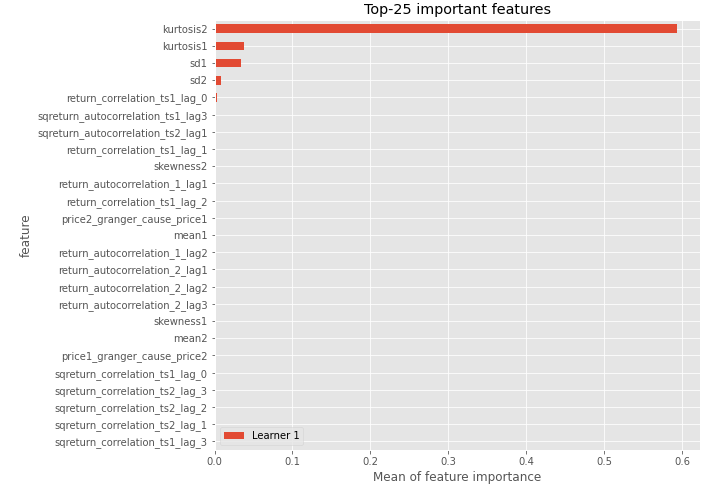 Top-25 important features
kurtosis2
kurtosis1
sd1
sd2
return_correlation_ts1_lag_0
sqreturn_autocorrelation_ts1_lag3
sqreturn_autocorrelation_ts2_lag1
return_correlation_ts1_lag_1
skewness2
return_autocorrelation_1_lag1
return_correlation_ts1_lag_2
price2_granger_cause_price1
mean1
return_autocorrelation_1_lag2
return_autocorrelation_2_lag1
return_autocorrelation_2_lag2
return_autocorrelation_2_lag3
skewness1
mean2
price1_granger_cause_price2
sqreturn_correlation_ts1_lag_0
sqreturn_correlation_ts2_lag_3
sqreturn_correlation_ts2_lag_2
sqreturn_correlation_ts2_lag_1
sqreturn_correlation_ts1_lag_3
feature
Learner 1
0.0 0.1 0.2 0.3 0.4 0.5 0.6
Mean of feature importance